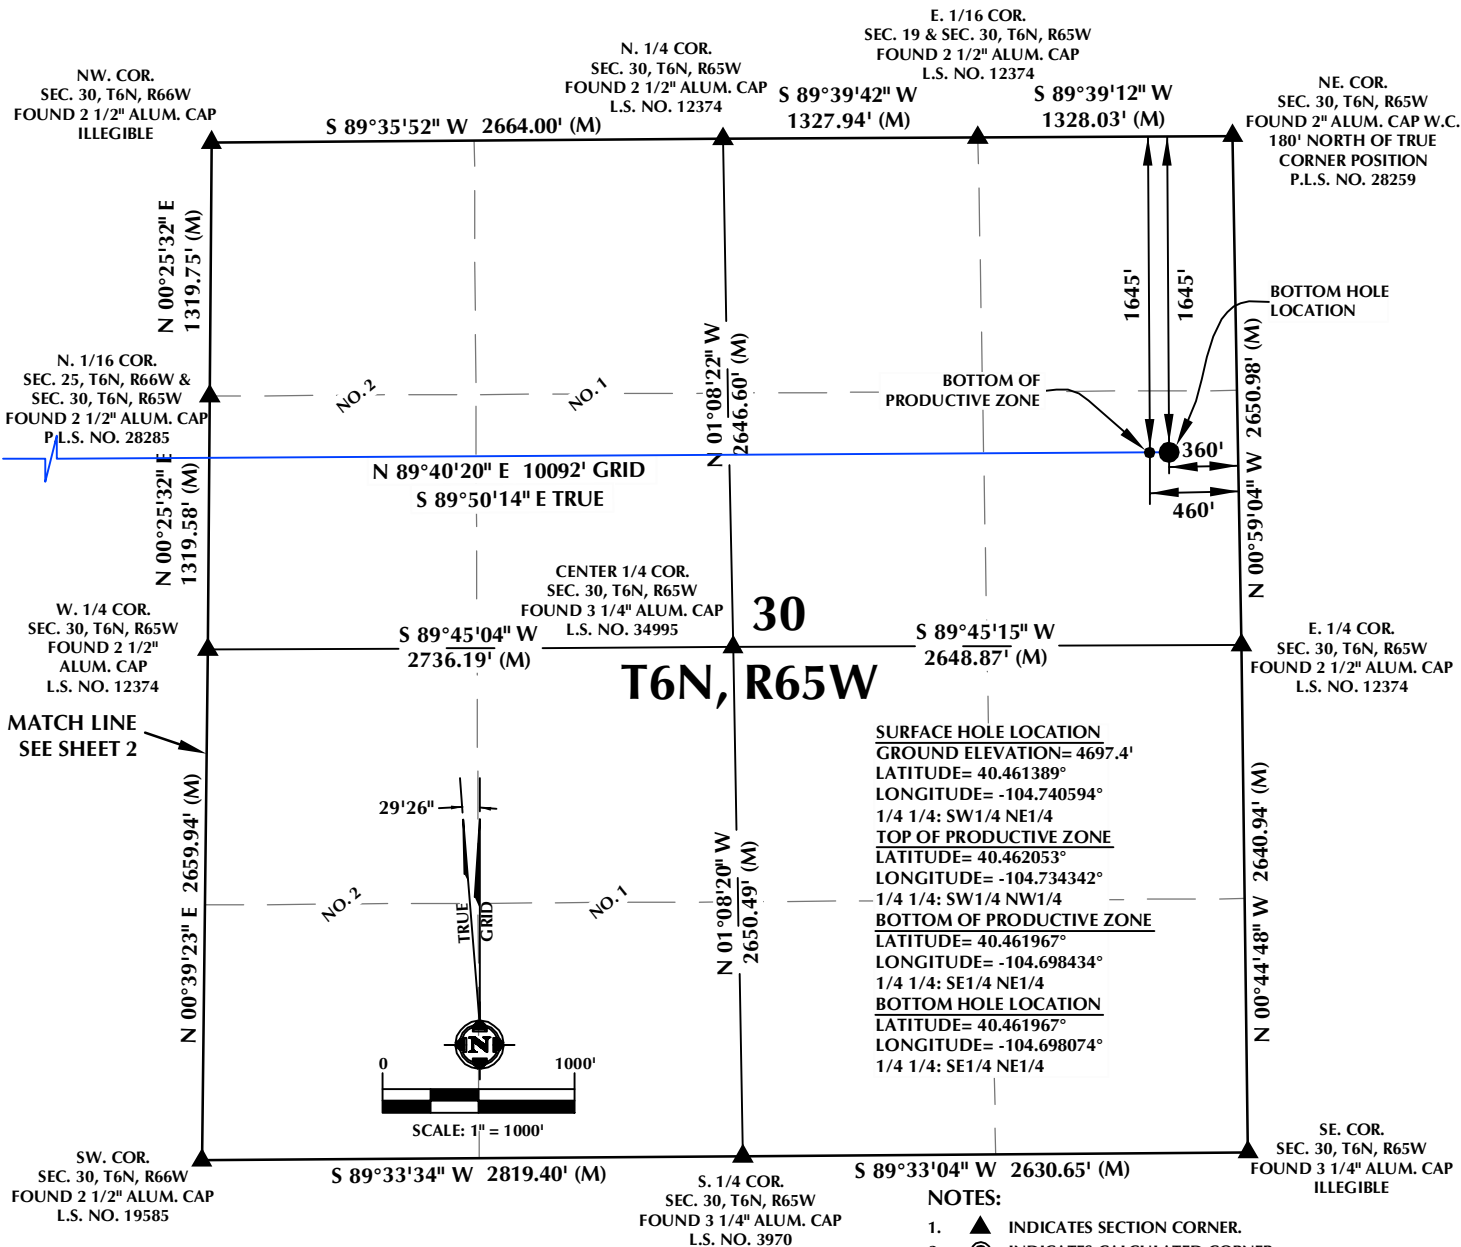 NW. COR.
SEC. 30, T6N, R66W
FOUND 2 1/2" ALUM. CAP
ILLEGIBLE
N. 1/4 COR.
SEC. 30, T6N, R65W
FOUND 2 1/2" ALUM. CAP
L.S. NO. 12374
E. 1/16 COR.
SEC. 19 & SEC. 30, T6N, R65W
FOUND 2 1/2" ALUM. CAP
L.S. NO. 12374
NE. COR.
SEC. 30, T6N, R65W
FOUND 2" ALUM. CAP W.C.
180' NORTH OF TRUE
CORNER POSITION
P.L.S. NO. 28259
S 89°35'52" W 2664.00' (M)
S 89°39'42" W
1327.94' (M)
S 89°39'12" W
1328.03' (M)
N 00°25'32" E
1319.75' (M)
N. 1/16 COR.
SEC. 25, T6N, R66W &
SEC. 30, T6N, R65W
FOUND 2 1/2" ALUM. CAP
P.L.S. NO. 28285
NO.2
NO.1
N 01°08'22" W
2646.60' (M)
1645'
1645'
BOTTOM HOLE
LOCATION
BOTTOM OF
PRODUCTIVE ZONE
360'
460'
N 00°59'04" W 2650.98' (M)
N 89°40'20" E 10092' GRID
S 89°50'14" E TRUE
N 00°25'32" E
1319.58' (M)
CENTER 1/4 COR.
SEC. 30, T6N, R65W
FOUND 3 1/4" ALUM. CAP
L.S. NO. 34995
30
T6N, R65W
W. 1/4 COR.
SEC. 30, T6N, R65W
FOUND 2 1/2"
ALUM. CAP
L.S. NO. 12374
S 89°45'04" W
2736.19' (M)
S 89°45'15" W
2648.87' (M)
E. 1/4 COR.
SEC. 30, T6N, R65W
FOUND 2 1/2" ALUM. CAP
L.S. NO. 12374
MATCH LINE
SEE SHEET 2
SURFACE HOLE LOCATION
GROUND ELEVATION= 4697.4'
LATITUDE= 40.461389°
LONGITUDE= -104.740594°
1/4 1/4: SW1/4 NE1/4
TOP OF PRODUCTIVE ZONE
LATITUDE= 40.462053°
LONGITUDE= -104.734342°
1/4 1/4: SW1/4 NW1/4
BOTTOM OF PRODUCTIVE ZONE
LATITUDE= 40.461967°
LONGITUDE= -104.698434°
1/4 1/4: SE1/4 NE1/4
BOTTOM HOLE LOCATION
LATITUDE= 40.461967°
LONGITUDE= -104.698074°
1/4 1/4: SE1/4 NE1/4
N 00°39'23" E 2659.94' (M)
29'26"
TRUE
GRID
N
NO.2
NO.1
N 01°08'20" W
2650.49' (M)
N 00°44'48" W 2640.94' (M)
0 1000'
SCALE: 1" = 1000'
SW. COR.
SEC. 30, T6N, R66W
FOUND 2 1/2" ALUM. CAP
L.S. NO. 19585
S 89°33'34" W 2819.40' (M)
S. 1/4 COR.
SEC. 30, T6N, R65W
FOUND 3 1/4" ALUM. CAP
L.S. NO. 3970
S 89°33'04" W 2630.65' (M)
SE. COR.
SEC. 30, T6N, R65W
FOUND 3 1/4" ALUM. CAP
ILLEGIBLE
NOTES:
1. INDICATES SECTION CORNER.